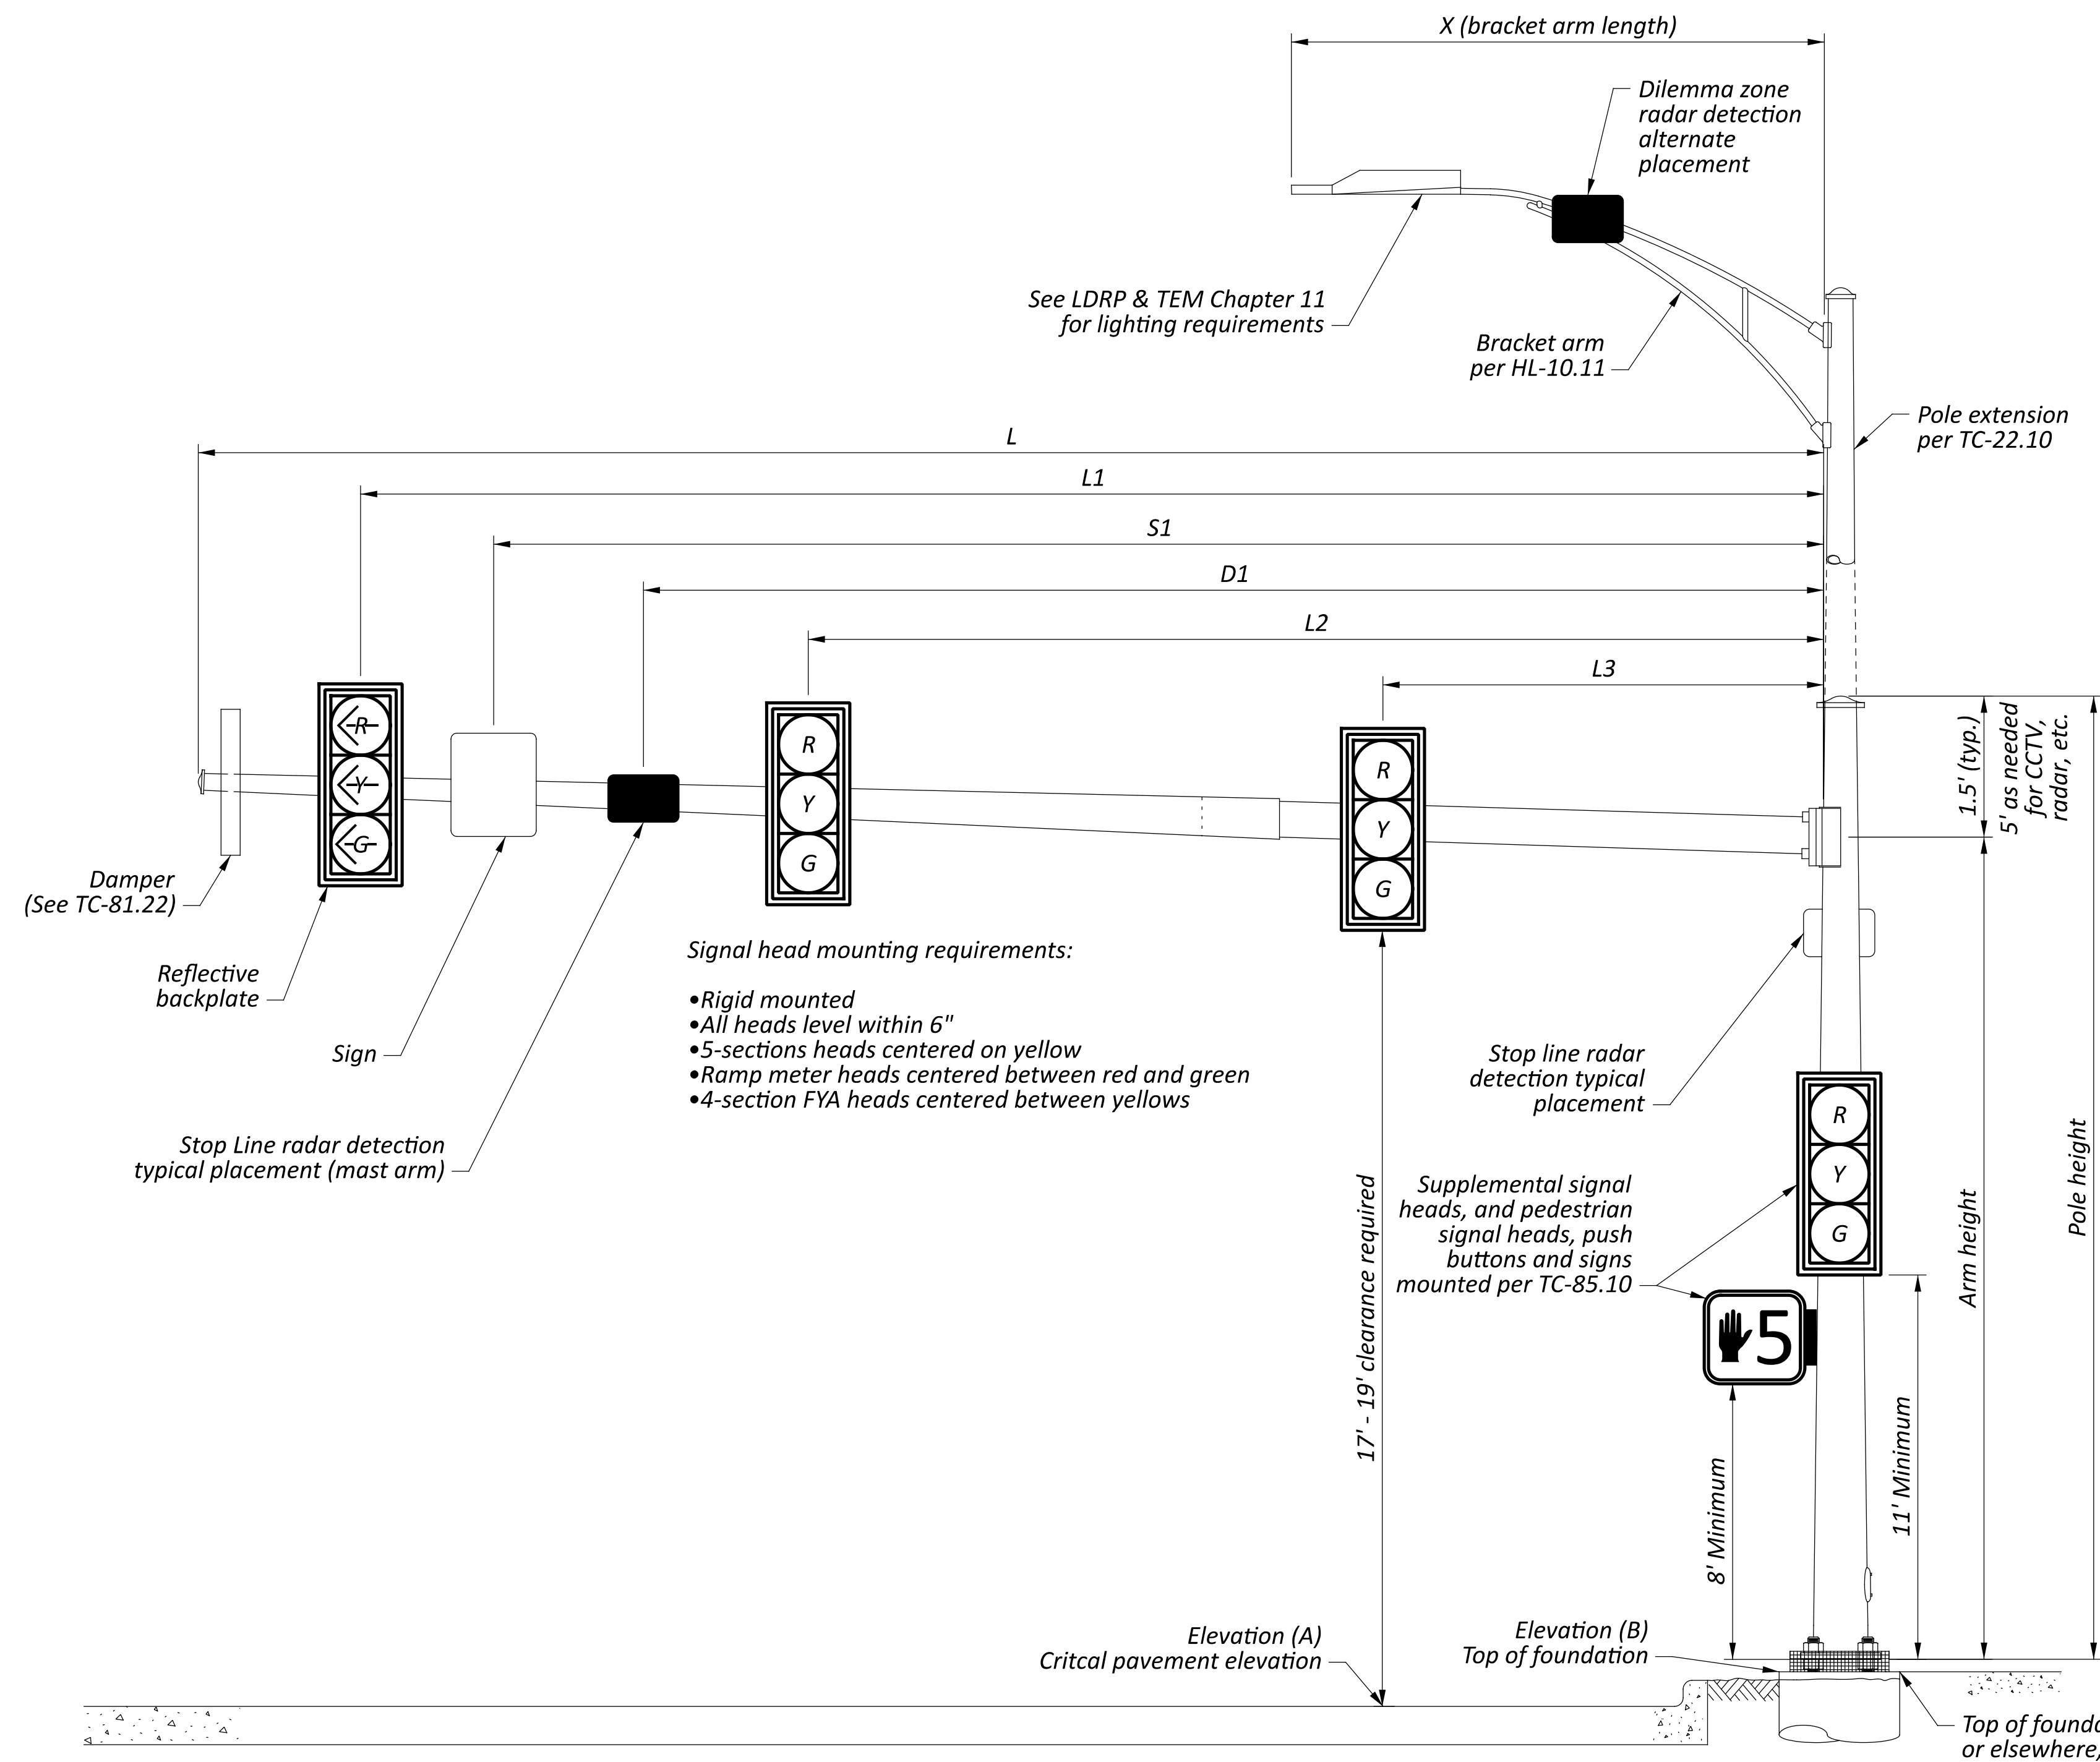 X (bracket arm length)
Dilemma zone
radar detection
alternate
placement
See LDRP & TEM Chapter 11
for lighting requirements
Bracket arm
per HL-10.11
Pole extension
per TC-22.10
L
L1
S1
D1
L2
L3
1.5' (typ.)
5' as needed
for CCTV,
radar, etc.
R
Y
G
R
Y
G
R
Y
G
Damper
(See TC-81.22)
Reflective
backplate
Sign
Stop Line radar detection
typical placement (mast arm)
Signal head mounting requirements:
•Rigid mounted
•All heads level within 6"
•5-sections heads centered on yellow
•Ramp meter heads centered between red and green
•4-section FYA heads centered between yellows
Stop line radar
detection typical
placement
R
Y
G
Supplemental signal
heads, and pedestrian
signal heads, push
buttons and signs
mounted per TC-85.10
5
17' - 19' clearance required
8' Minimum
11' Minimum
Arm height
Pole height
Elevation (A)
Critcal pavement elevation
Elevation (B)
Top of foundation
Top of founda
or elsewhere,